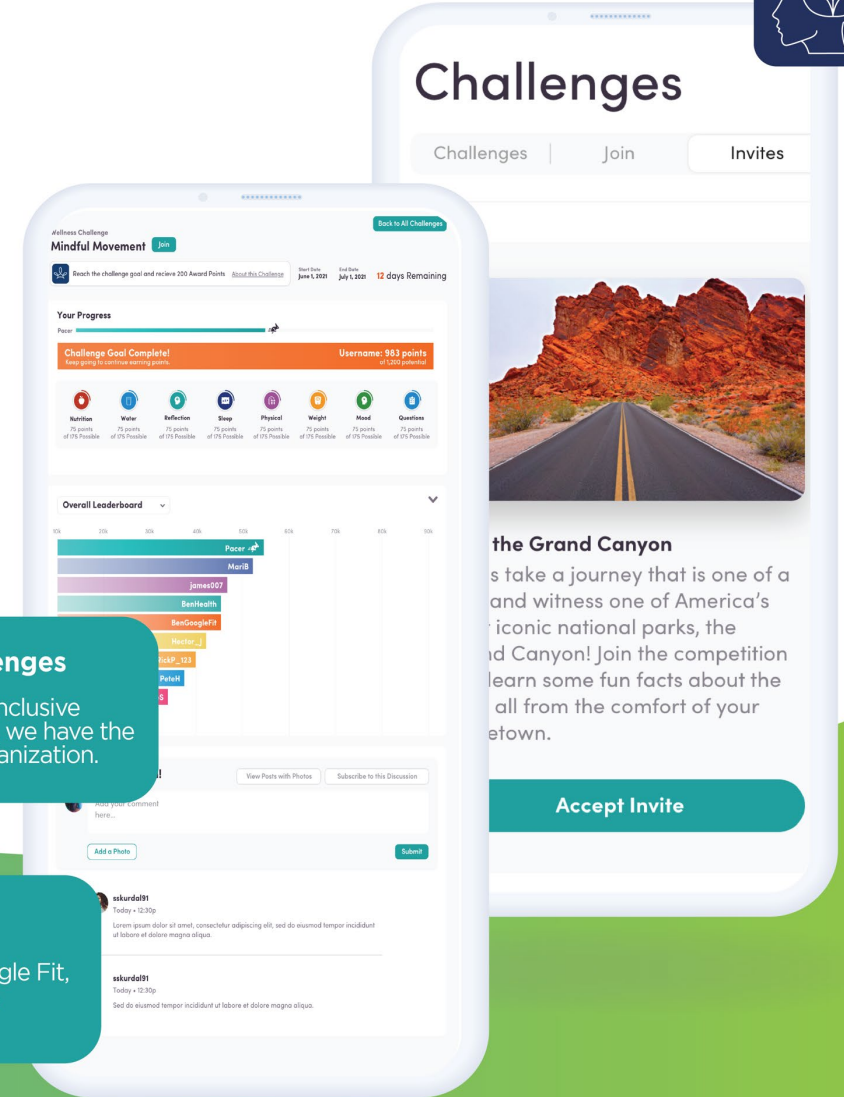 Challenges
Challenges
Join
Invites
the Grand Canyon
s take a journey that is one of a
and witness one of America's
iconic national parks, the
nd Canyon! Join the competition
learn some fun facts about the
all from the comfort of your
etown.
Accept Invite
Back to All Challenges
Wellness Challenge
Mindful Movement
Join
Reach the challenge goal and recieve 200 Award Points
About this Challenge
Start Date
June 1, 2021
End Date
July 1, 2021
12 days Remaining
Your Progress
Pacer
Challenge Goal Complete!
Keep going to continue earning points.
Username: 983 points
of 1,200 potential
Nutrition
75 points
of 175 Possible
Water
75 points
of 175 Possible
Reflection
75 points
of 175 Possible
Sleep
75 points
of 175 Possible
Physical
75 points
of 175 Possible
Weight
75 points
of 175 Possible
Mood
75 points
of 175 Possible
Questions
75 points
of 175 Possible
Overall Leaderboard
10k 20k 30k 40k 50k 60k 70k 80k 90k
Pacer
MariB
james007
BenHealth
BenGoogleFit
Hector_j
ickP_123
PeteH
S
enges
nclusive
we have the
anization.
!
View Posts with Photos
Subscribe to this Discussion
Add your comment
here...
Add a Photo
Submit
gle Fit,
sskurdal91
Today • 12:30p
Lorem ipsum dolor sit amet, consectetur adipiscing elit, sed do eiusmod tempor incididunt
ut labore et dolore magna aliqua.
sskurdal91
Today • 12:30p
Sed do eiusmod tempor incididunt ut labore et dolore magna aliqua.